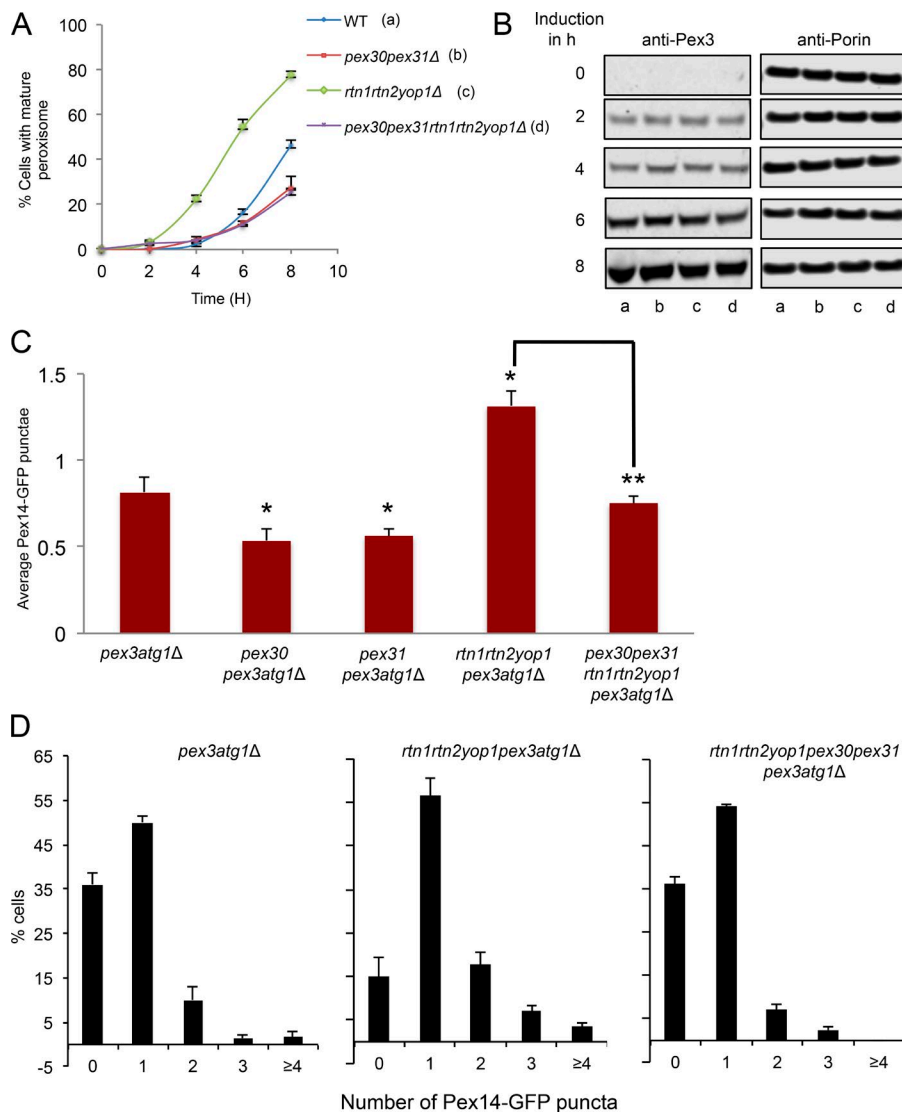 A
% Cells with mature
peroxisome
100
80
60
40
20
0
0 2 4 6 8 10
Time (H)
WT (a)
pex30pex31Δ (b)
rtn1rtn2yop1Δ (c)
pex30pex31rtn1rtn2yop1Δ (d)
B
Induction
in h
anti-Pex3 anti-Porin
0
2
4
6
8
a b c d a b c d
C
Average Pex14-GFP punctae
1.5
1
0.5
0
* * * **
pex3atg1Δ
pex30
pex3atg1Δ
pex31
pex3atg1Δ
rtn1rtn2yop1
pex3atg1Δ
pex30pex31
rtn1rtn2yop1
pex3atg1Δ
D
% cells
65
55
45
35
25
15
5
-5
pex3atg1Δ
0 1 2 3 ≥4
rtn1rtn2yop1pex3atg1Δ
0 1 2 3 ≥4
rtn1rtn2yop1pex30pex31
pex3atg1Δ
0 1 2 3 ≥4
Number of Pex14-GFP puncta